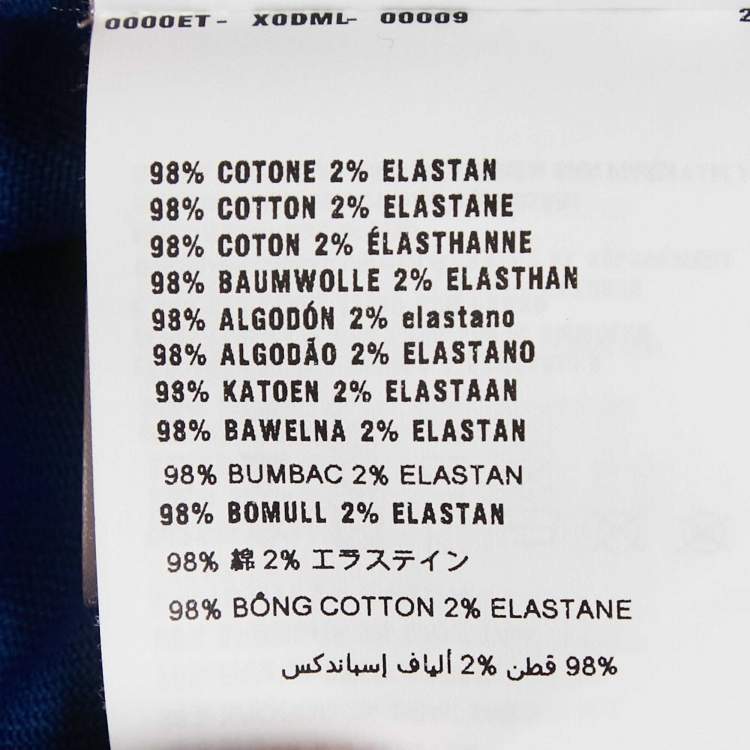 0000ET- X0DML- 00009 2
98% COTONE 2% ELASTAN
98% COTTON 2% ELASTANE
98% COTON 2% ÉLASTHANNE
98% BAUMWOLLE 2% ELASTHAN
98% ALGODÓN 2% elastano
98% ALGODÃO 2% ELASTANO
98% KATOEN 2% ELASTAAN
98% BAWELNA 2% ELASTAN
98% BUMBAC 2% ELASTAN
98% BOMULL 2% ELASTAN
98% 綿 2% エラステイン
98% BÔNG COTTON 2% ELASTANE
98% قطن 2% ألياف إسباندكس